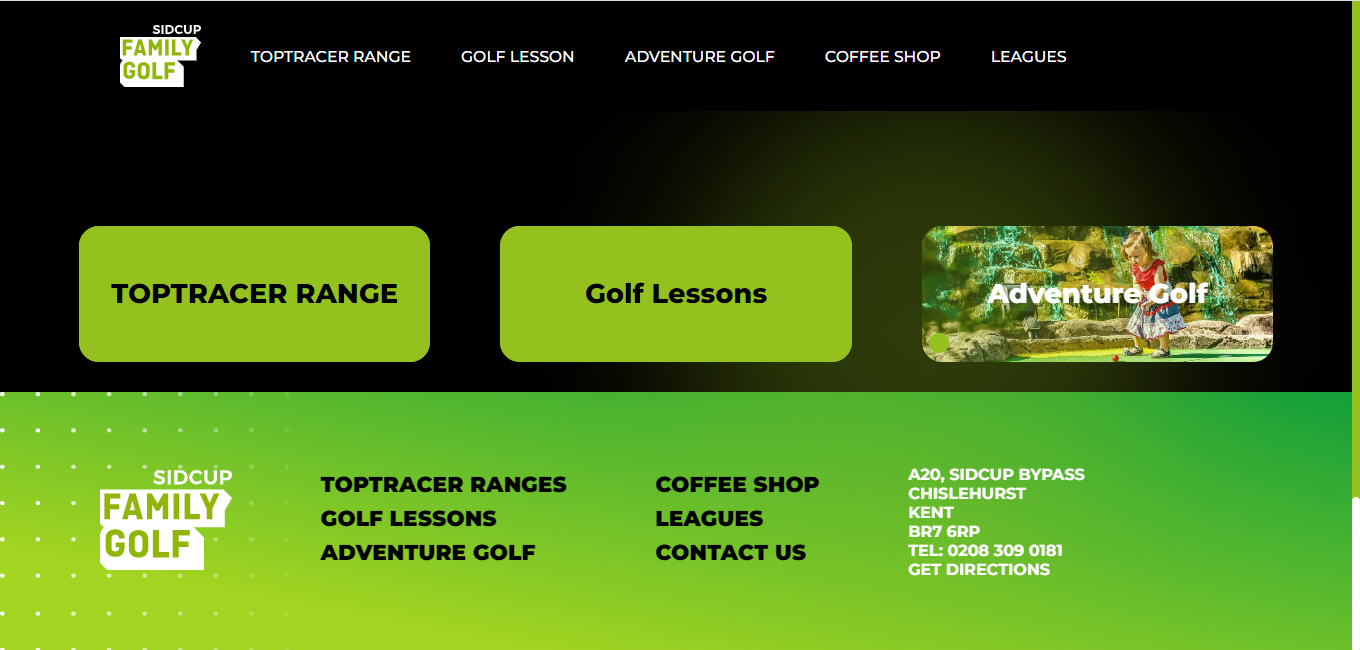 SIDCUP
FAMILY
GOLF
TOPTRACER RANGE
GOLF LESSON
ADVENTURE GOLF
COFFEE SHOP
LEAGUES
TOPTRACER RANGE
Golf Lessons
Adventure Golf
SIDCUP
FAMILY
GOLF
TOPTRACER RANGES
GOLF LESSONS
ADVENTURE GOLF
COFFEE SHOP
LEAGUES
CONTACT US
A20, SIDCUP BYPASS
CHISLEHURST
KENT
BR7 6RP
TEL: 0208 309 0181
GET DIRECTIONS